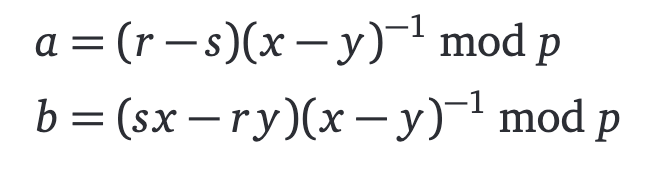 a = (r − s)(x − y)⁻¹ mod p
b = (sx − ry)(x − y)⁻¹ mod p